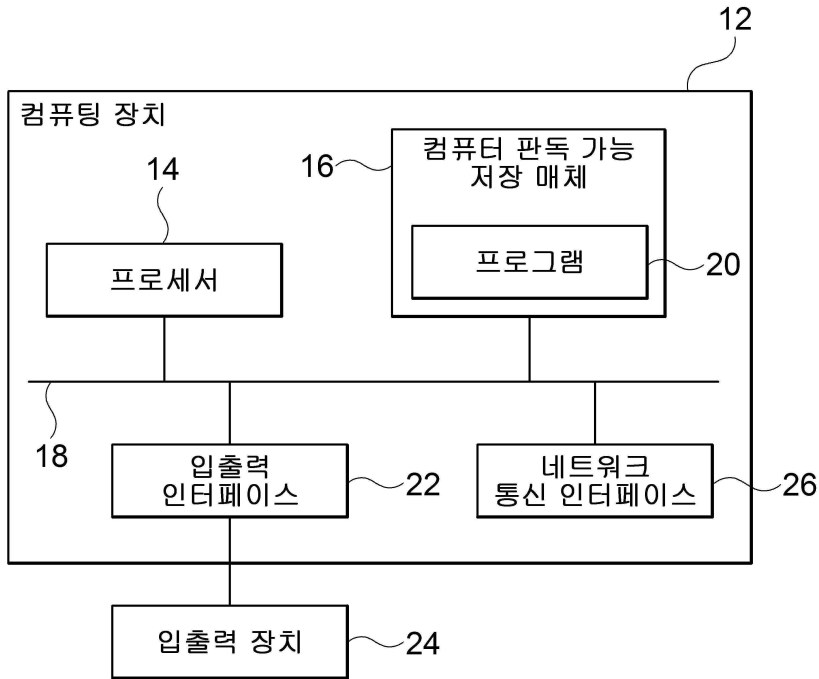 12
컴퓨팅 장치
14
16
컴퓨터 판독 가능
저장 매체
프로세서
프로그램
20
18
입출력
인터페이스
22
네트워크
통신 인터페이스
26
입출력 장치
24